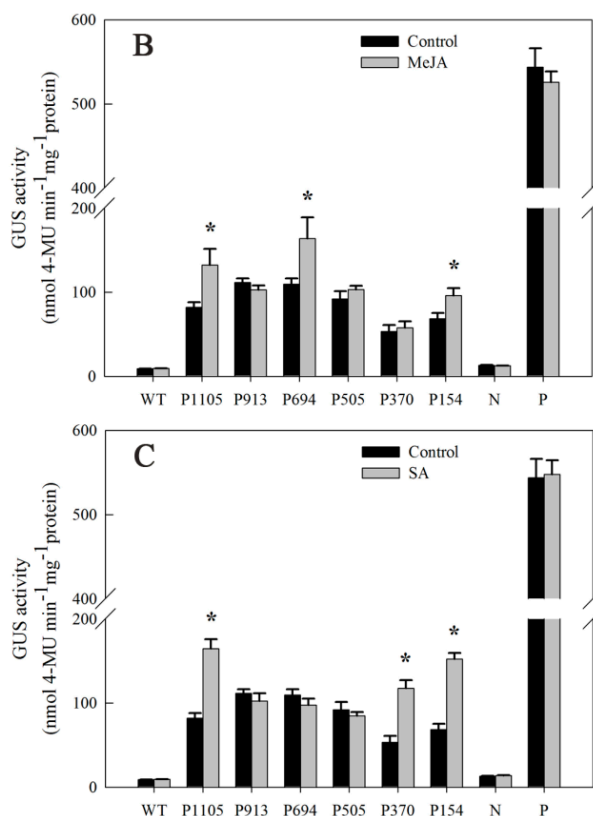 B
Control
MeJA
600
500
400
200
100
0
GUS activity
(nmol 4-MU min⁻¹mg⁻¹protein)
*
*
*
WT P1105 P913 P694 P505 P370 P154 N P
C
Control
SA
600
500
400
200
100
0
GUS activity
(nmol 4-MU min⁻¹mg⁻¹protein)
*
*
*
WT P1105 P913 P694 P505 P370 P154 N P